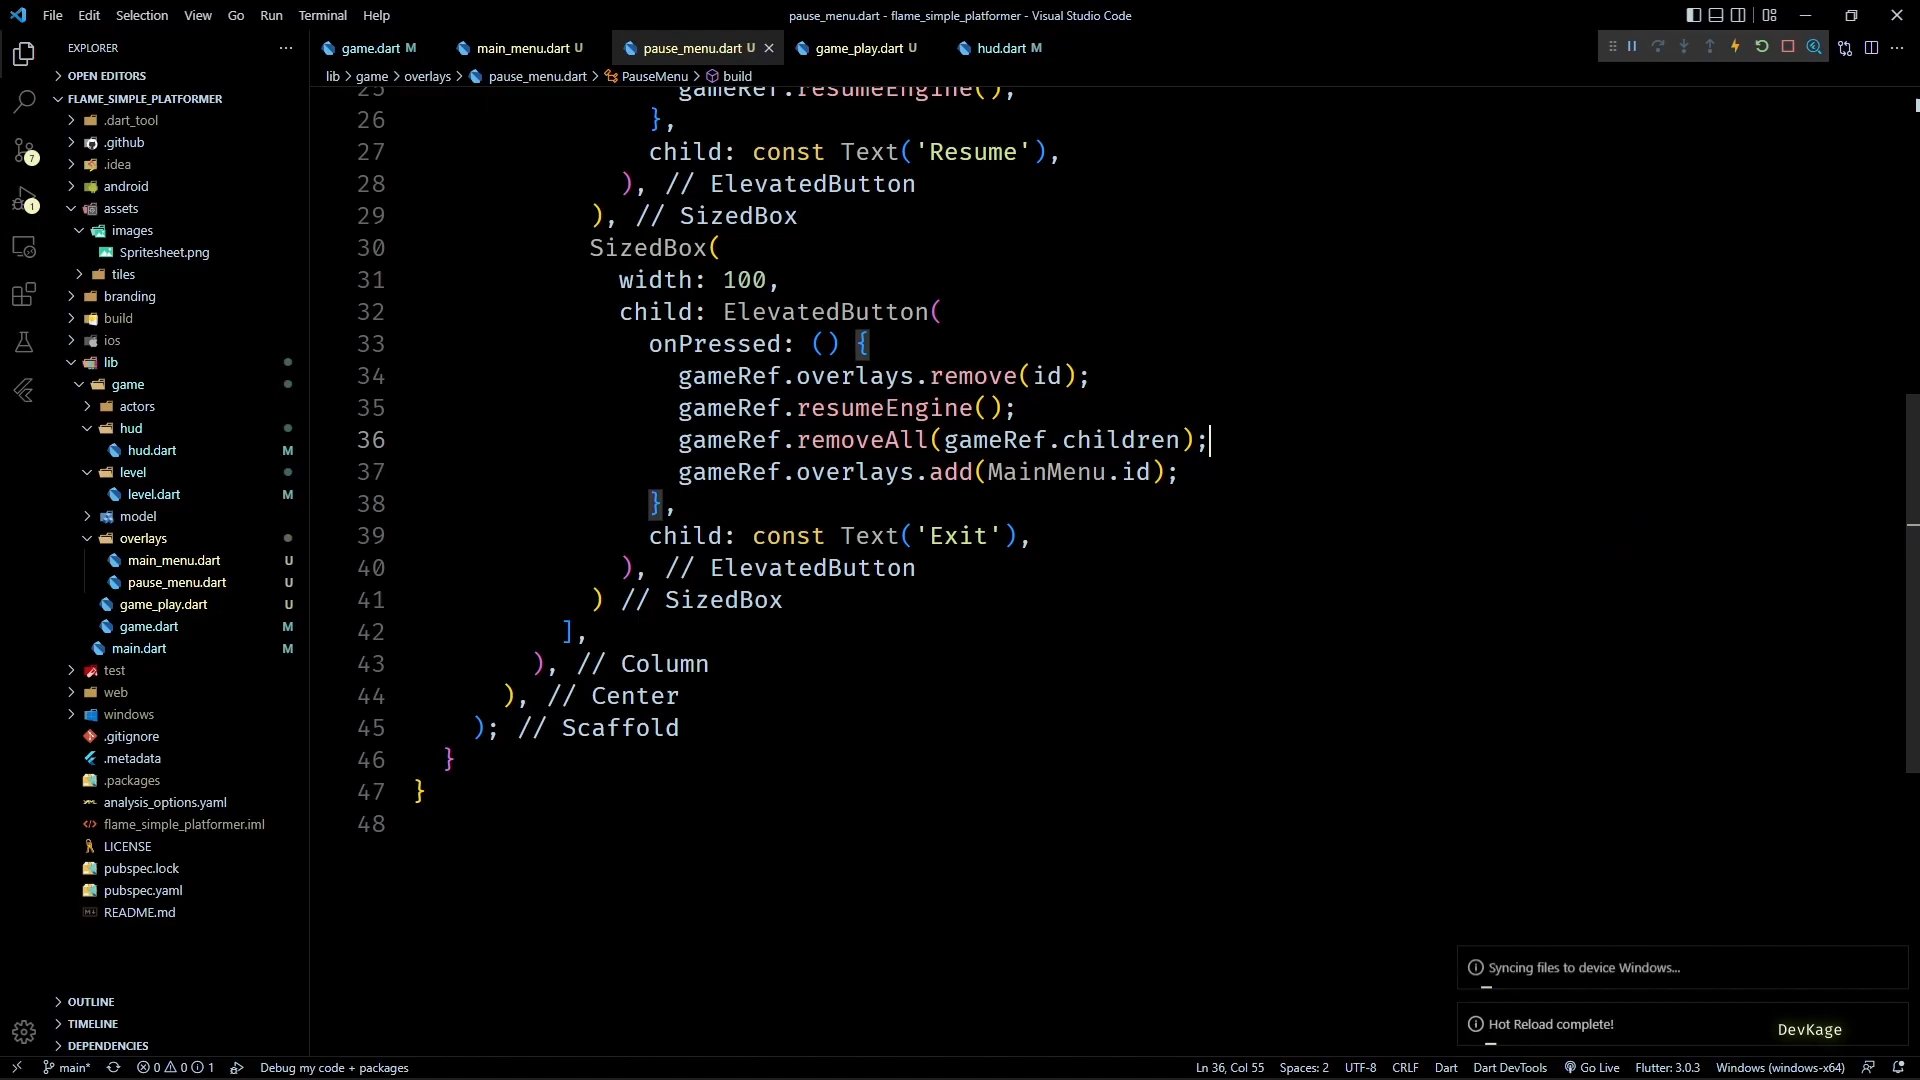 File Edit Selection View Go Run Terminal Help
pause_menu.dart - flame_simple_platformer - Visual Studio Code
EXPLORER
game.dart M
main_menu.dart U
pause_menu.dart U
game_play.dart U
hud.dart M
lib > game > overlays > pause_menu.dart > PauseMenu > build
OPEN EDITORS
FLAME_SIMPLE_PLATFORMER
.dart_tool
.github
.idea
android
assets
images
Spritesheet.png
tiles
branding
build
ios
lib
game
actors
hud
hud.dart M
level
level.dart M
model
overlays
main_menu.dart U
pause_menu.dart U
game_play.dart U
game.dart M
main.dart M
test
web
windows
.gitignore
.metadata
.packages
analysis_options.yaml
flame_simple_platformer.iml
LICENSE
pubspec.lock
pubspec.yaml
README.md
OUTLINE
TIMELINE
DEPENDENCIES
7
1
25 gameRef.resumeEngine();
26 },
27 child: const Text('Resume'),
28 ), // ElevatedButton
29 ), // SizedBox
30 SizedBox(
31 width: 100,
32 child: ElevatedButton(
33 onPressed: () {
34 gameRef.overlays.remove(id);
35 gameRef.resumeEngine();
36 gameRef.removeAll(gameRef.children);
37 gameRef.overlays.add(MainMenu.id);
38 },
39 child: const Text('Exit'),
40 ), // ElevatedButton
41 ) // SizedBox
42 ],
43 ), // Column
44 ), // Center
45 ); // Scaffold
46 }
47 }
48
Syncing files to device Windows...
Hot Reload complete!
DevKage
main* 0 0 1 Debug my code + packages
Ln 36, Col 55 Spaces: 2 UTF-8 CRLF Dart Dart DevTools Go Live Flutter: 3.0.3 Windows (windows-x64)